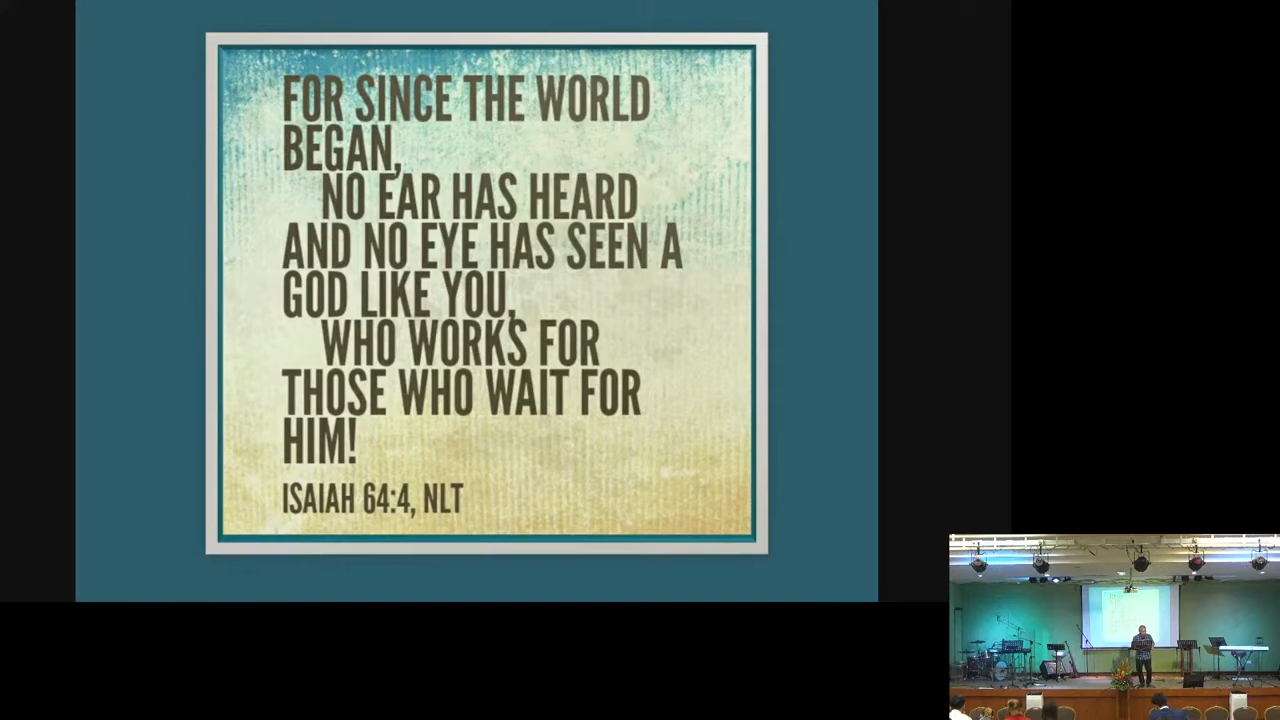 FOR SINCE THE WORLD
BEGAN,
NO EAR HAS HEARD
AND NO EYE HAS SEEN A
GOD LIKE YOU,
WHO WORKS FOR
THOSE WHO WAIT FOR
HIM!
ISAIAH 64:4, NLT